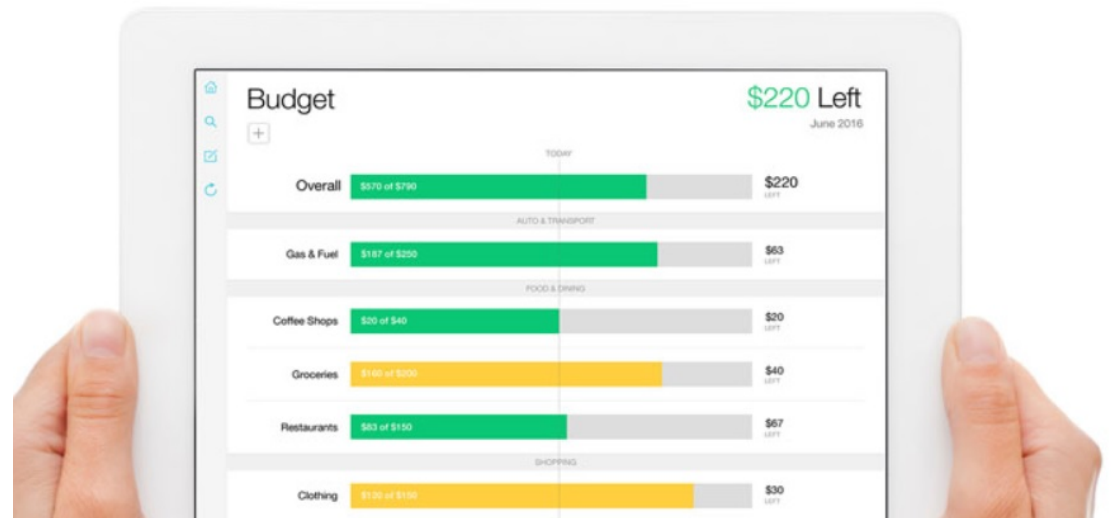 Budget
$220 Left
June 2016
TODAY
Overall
$570 of $790
$220
LEFT
AUTO & TRANSPORT
Gas & Fuel
$187 of $250
$63
LEFT
FOOD & DINING
Coffee Shops
$20 of $40
$20
LEFT
Groceries
$160 of $200
$40
LEFT
Restaurants
$83 of $150
$67
LEFT
SHOPPING
Clothing
$120 of $150
$30
LEFT